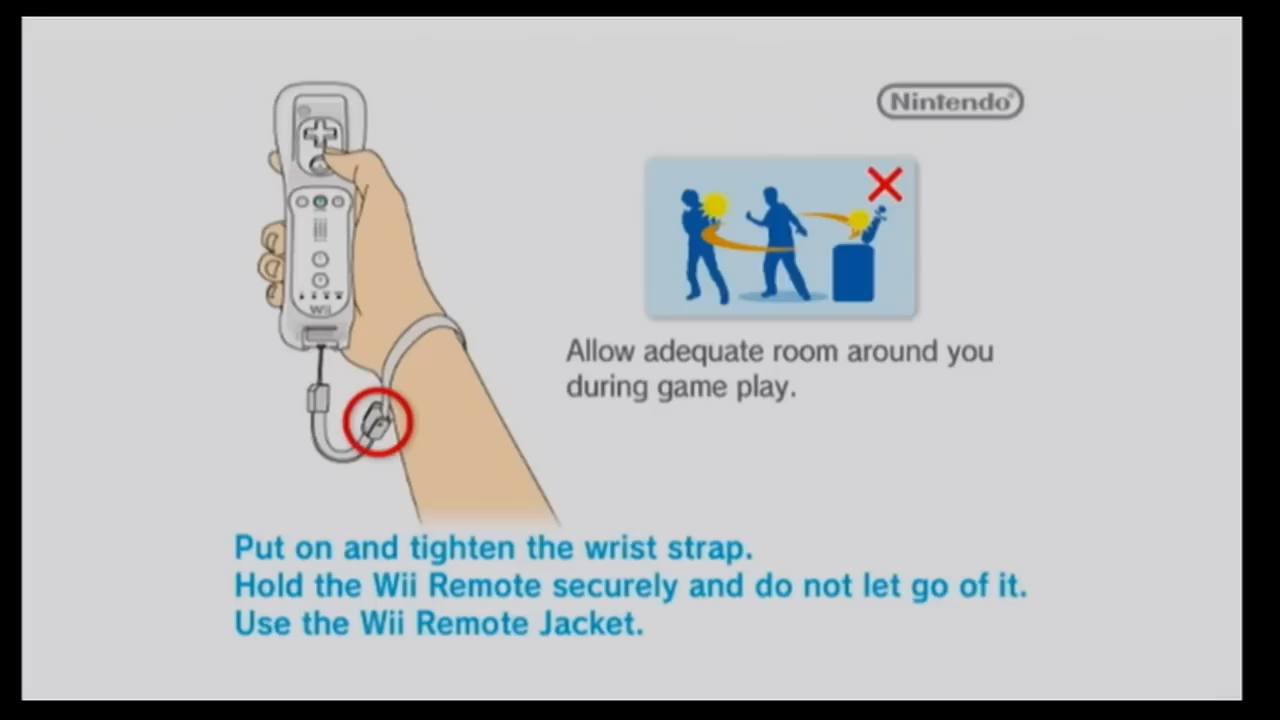 Nintendo®
Allow adequate room around you
during game play.
Wii
Put on and tighten the wrist strap.
Hold the Wii Remote securely and do not let go of it.
Use the Wii Remote Jacket.